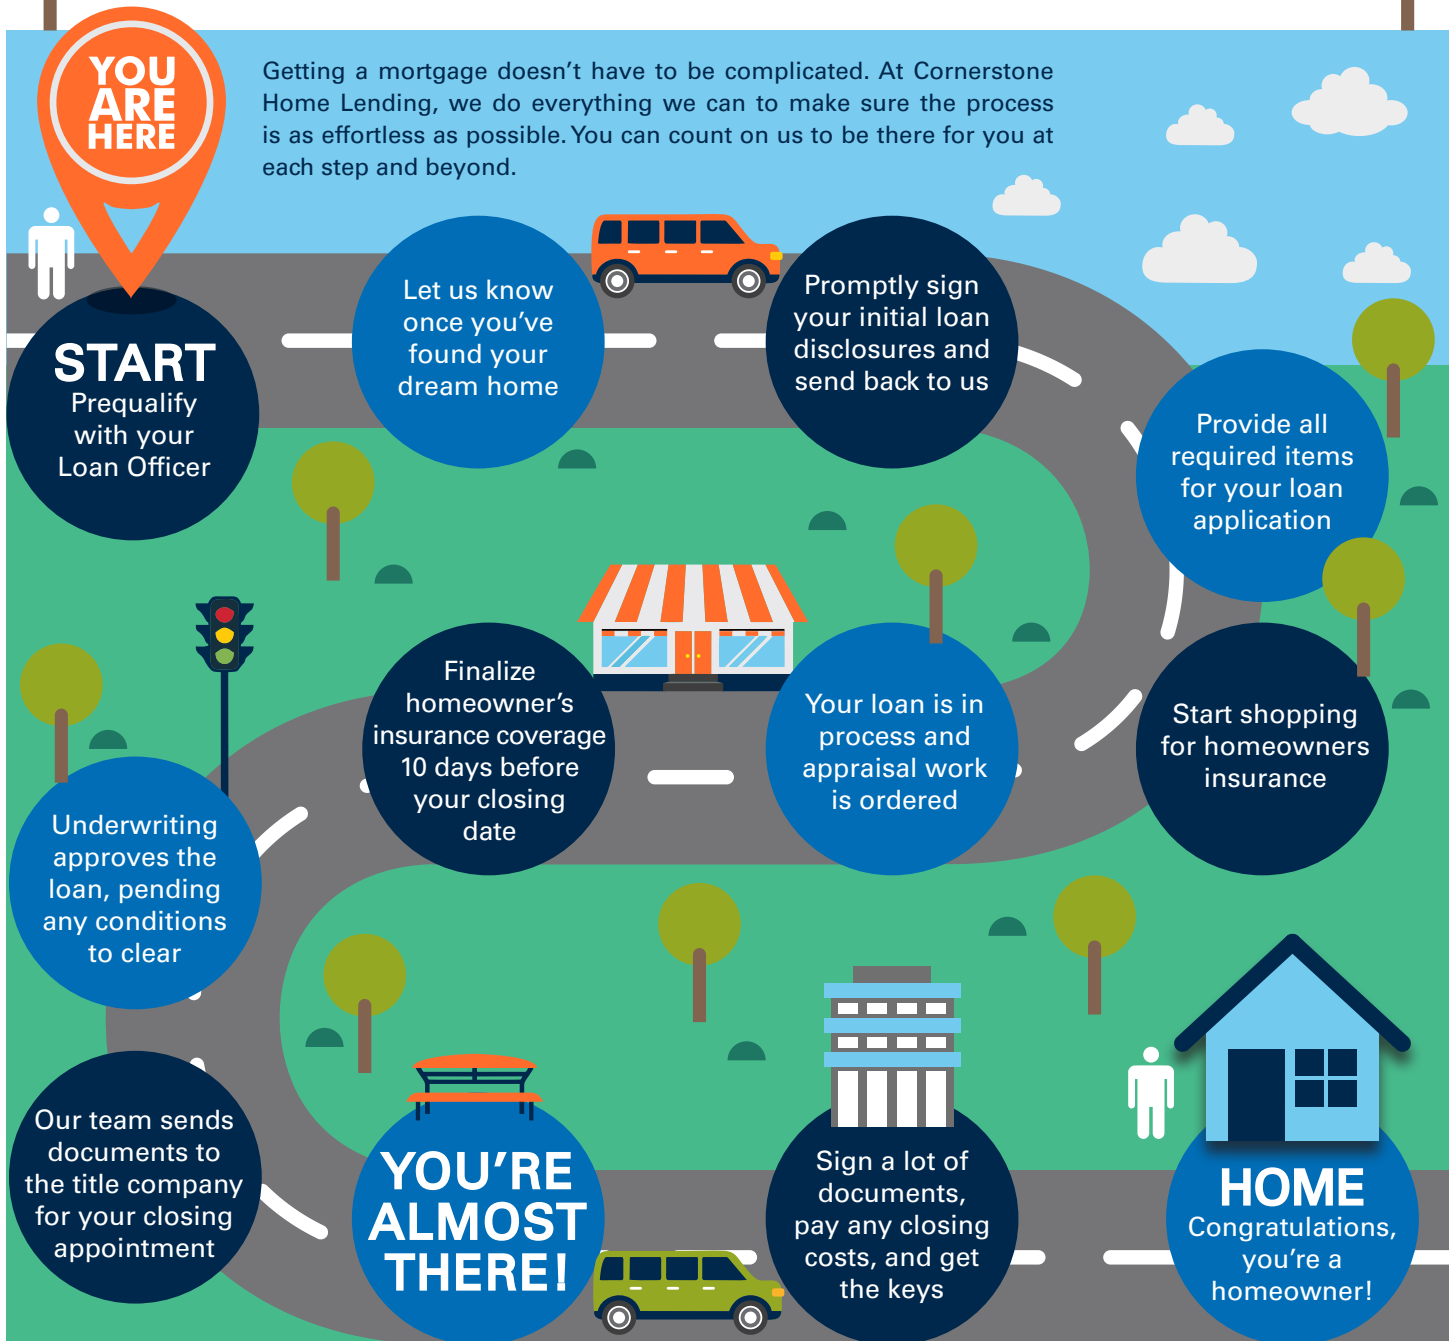 YOU
ARE
HERE
Getting a mortgage doesn't have to be complicated. At Cornerstone
Home Lending, we do everything we can to make sure the process
is as effortless as possible. You can count on us to be there for you at
each step and beyond.
START
Prequalify
with your
Loan Officer
Let us know
once you've
found your
dream home
Promptly sign
your initial loan
disclosures and
send back to us
Provide all
required items
for your loan
application
Start shopping
for homeowners
insurance
Your loan is in
process and
appraisal work
is ordered
Finalize
homeowner's
insurance coverage
10 days before
your closing
date
Underwriting
approves the
loan, pending
any conditions
to clear
Our team sends
documents to
the title company
for your closing
appointment
YOU'RE
ALMOST
THERE!
Sign a lot of
documents,
pay any closing
costs, and get
the keys
HOME
Congratulations,
you're a
homeowner!